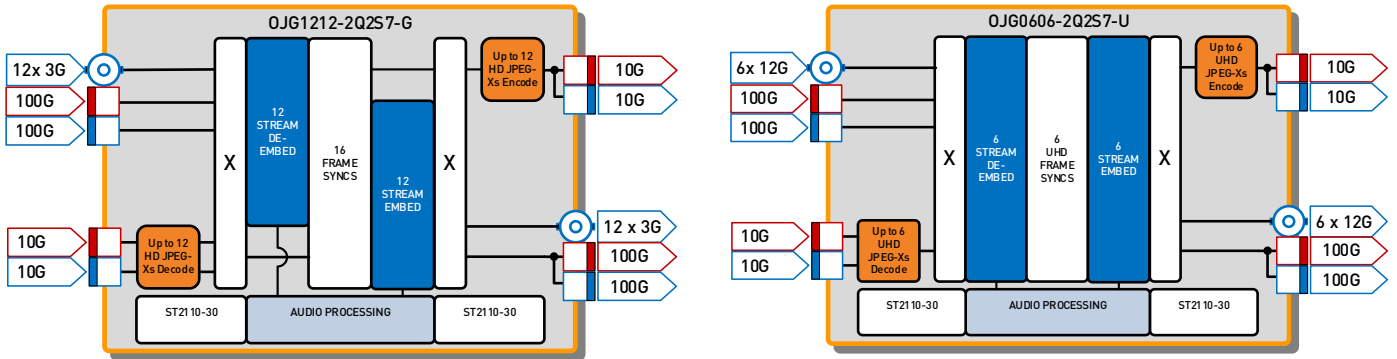 OJG1212-2Q2S7-G
12x 3G
100G
100G
10G
10G
X
12
STREAM
DE-
EMBED
16
FRAME
SYNCS
12
STREAM
EMBED
X
Up to 12
HD JPEG-
Xs Encode
10G
10G
Up to 12
HD JPEG-
Xs Decode
12 x 3G
100G
100G
ST2110-30
AUDIO PROCESSING
ST2110-30
OJG0606-2Q2S7-U
6x 12G
100G
100G
10G
10G
X
6
STREAM
DE-
EMBED
6
UHD
FRAME
SYNCS
6
STREAM
EMBED
X
Up to 6
UHD
JPEG-Xs
Encode
10G
10G
Up to 6
UHD
JPEG-Xs
Decode
6 x 12G
100G
100G
ST2110-30
AUDIO PROCESSING
ST2110-30